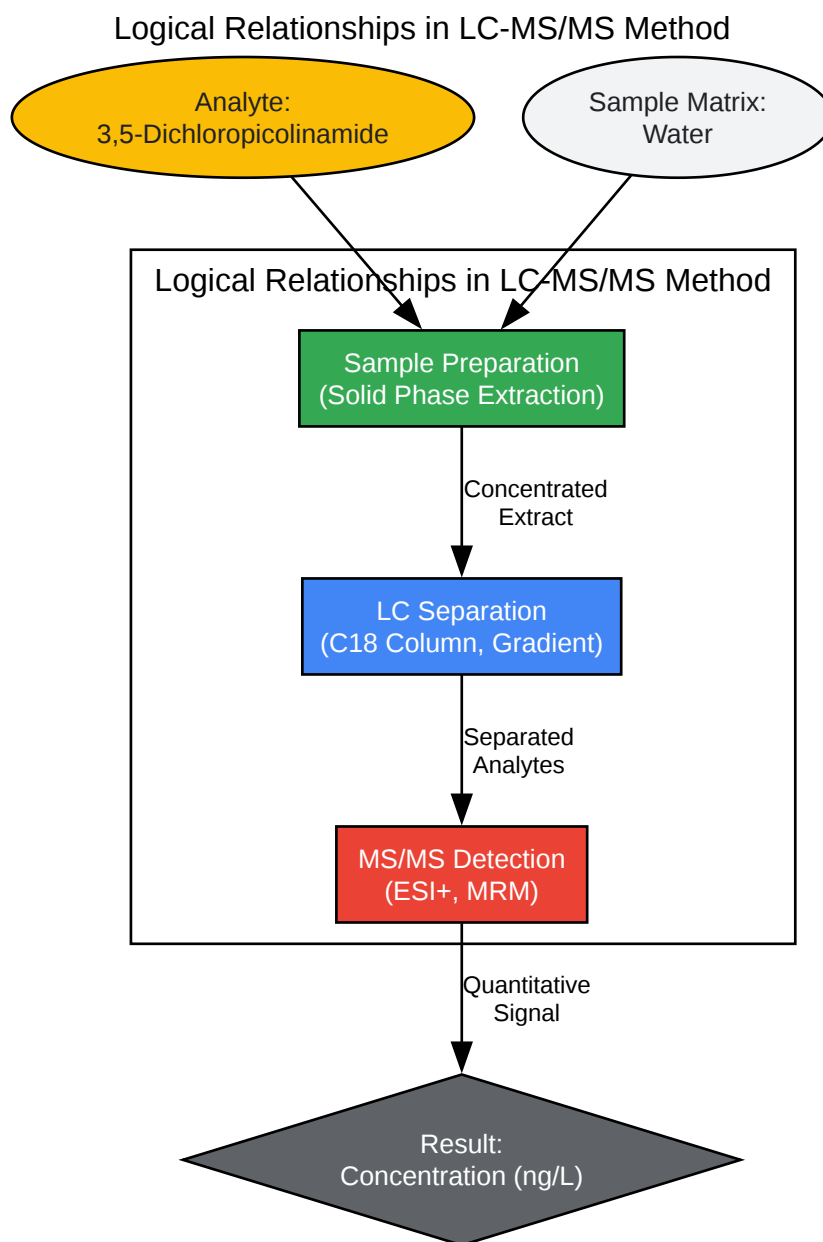 Logical Relationships in LC-MS/MS Method
Analyte:
3,5-Dichloropicolinamide
Sample Matrix:
Water
Logical Relationships in LC-MS/MS Method
Sample Preparation
(Solid Phase Extraction)
Concentrated
Extract
LC Separation
(C18 Column, Gradient)
Separated
Analytes
MS/MS Detection
(ESI+, MRM)
Quantitative
Signal
Result:
Concentration (ng/L)